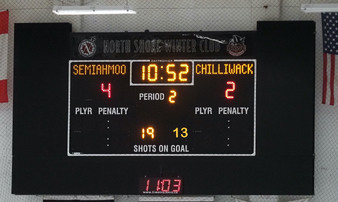 NORTH SHORE WINTER CLUB
SEMIAHMOO 10:52 CHILLIWACK
4 PERIOD 2 2
PLYR PENALTY PLYR PENALTY
19 13
SHOTS ON GOAL
11:03